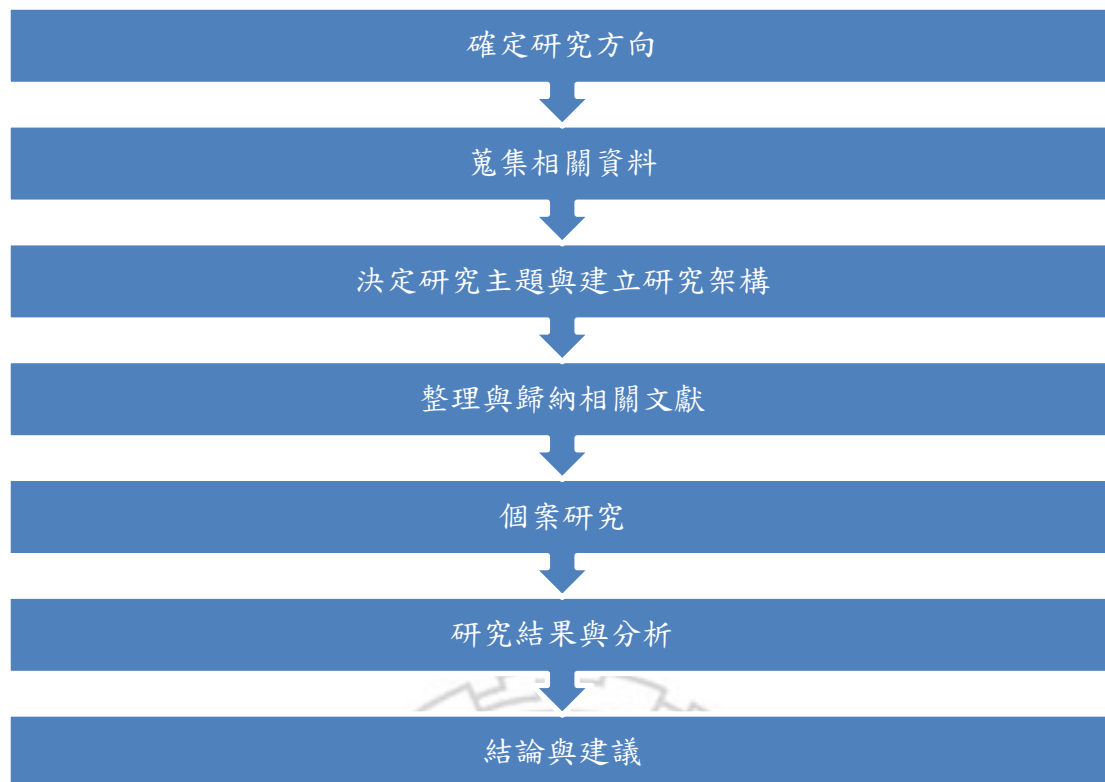 確定研究方向
蒐集相關資料
決定研究主題與建立研究架構
整理與歸納相關文獻
個案研究
研究結果與分析
結論與建議